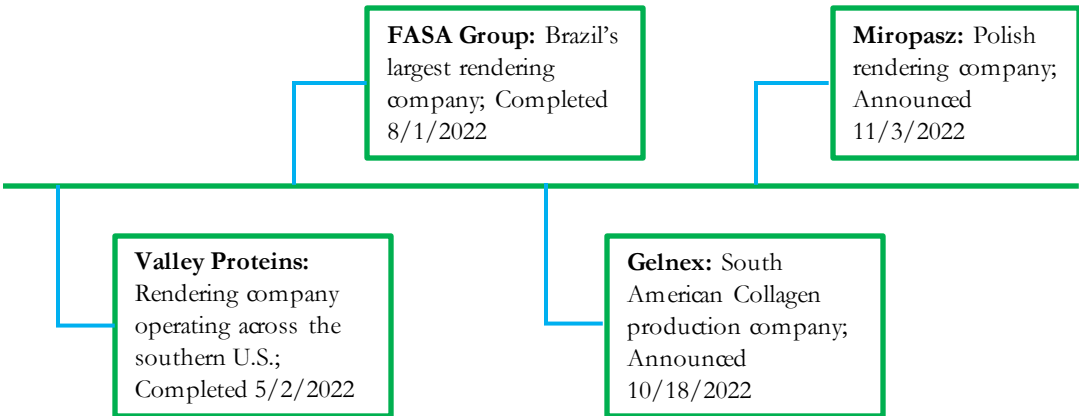 FASA Group: Brazil’s
largest rendering
company; Completed
8/1/2022
Miropasz: Polish
rendering company;
Announced
11/3/2022
Valley Proteins:
Rendering company
operating across the
southern U.S.;
Completed 5/2/2022
Gelnex: South
American Collagen
production company;
Announced
10/18/2022